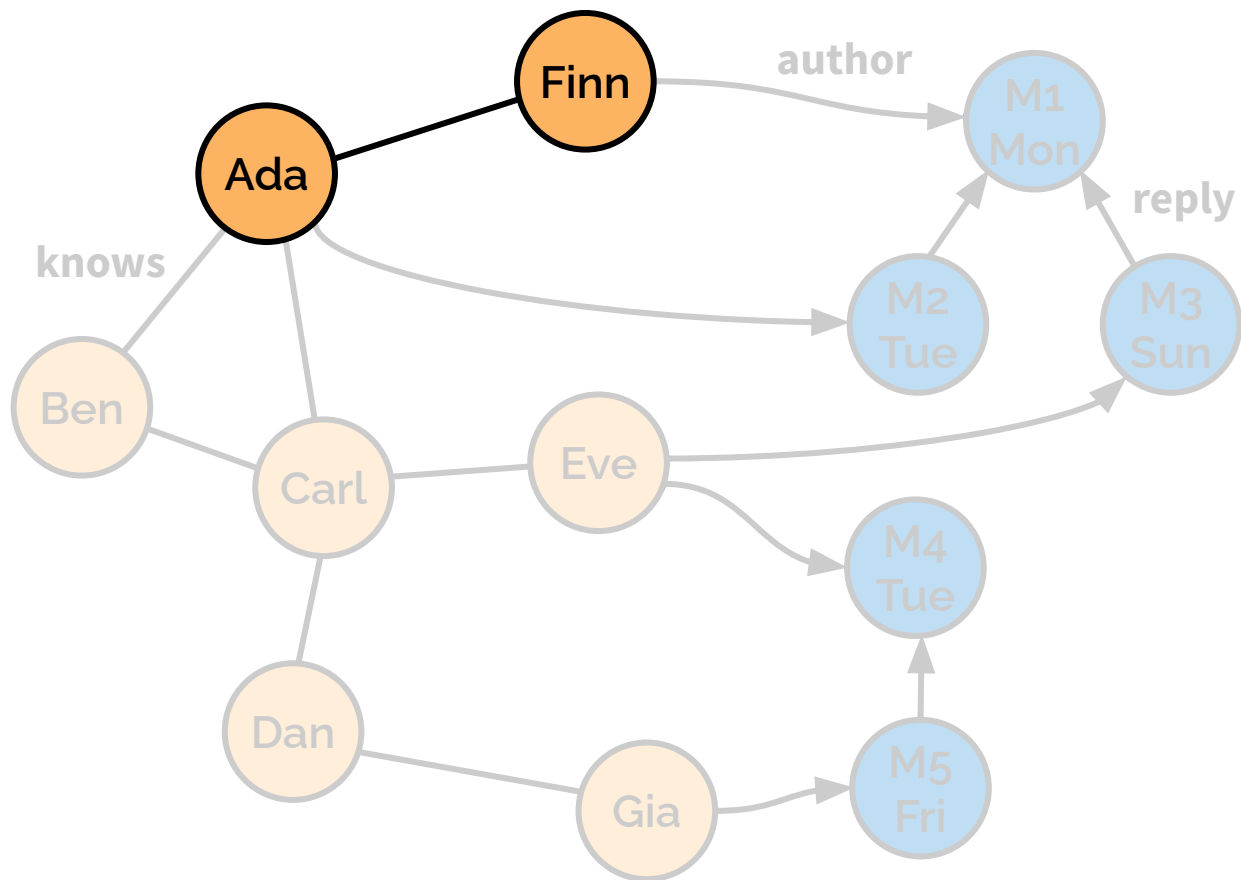 Finn
author
M1
Mon
Ada
reply
knows
M2
Tue
M3
Sun
Ben
Carl
Eve
M4
Tue
Dan
Gia
M5
Fri